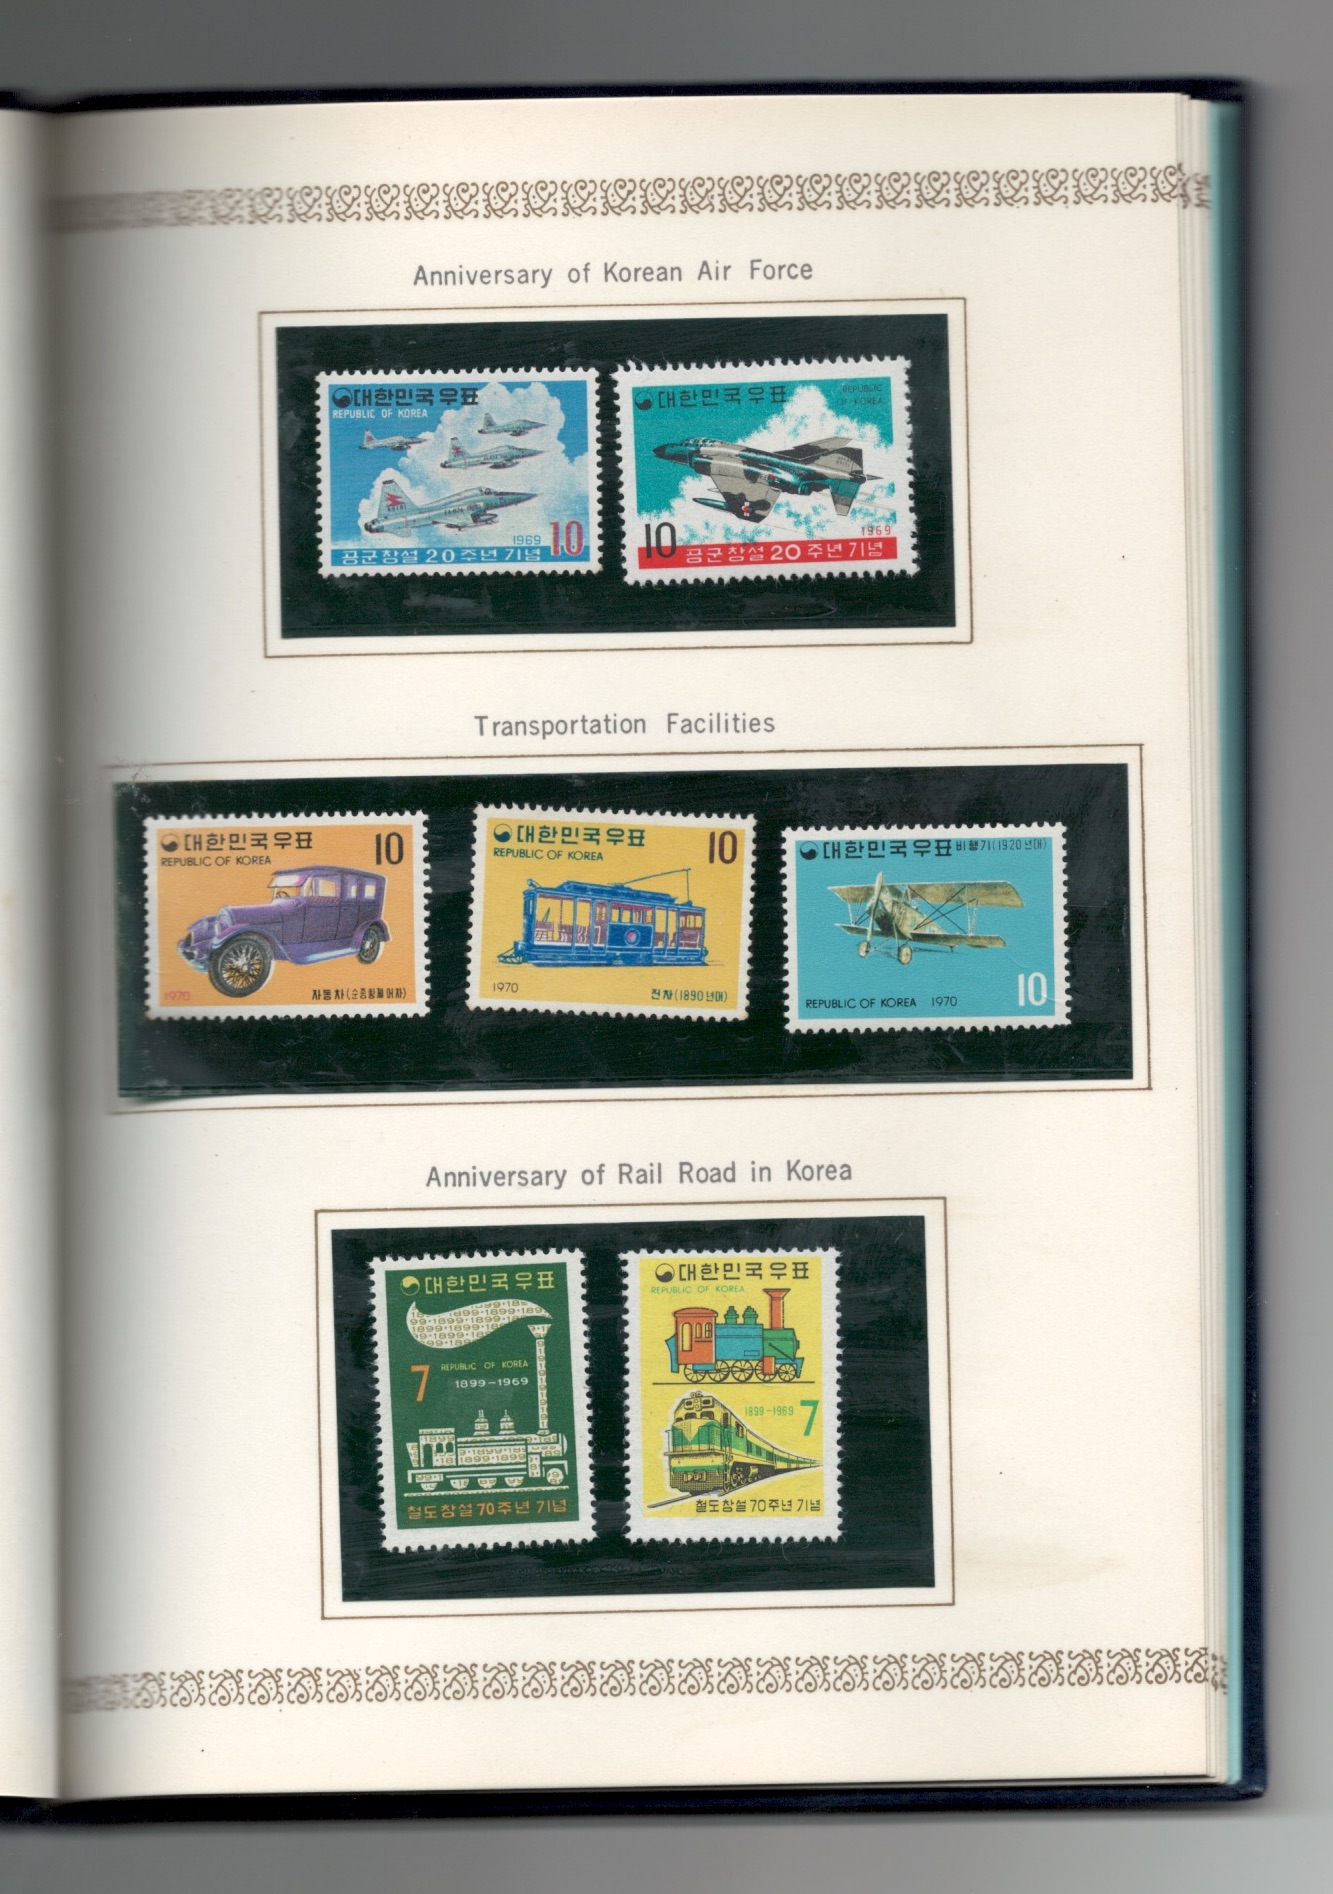 Anniversary of Korean Air Force
대한민국우표
REPUBLIC OF KOREA
1969 10
공군창설 20주년 기념
대한민국우표
REPUBLIC
OF KOREA
1969
10
공군창설 20주년 기념
Transportation Facilities
대한민국우표 10
REPUBLIC OF KOREA
1970 자동차(순종황제어차)
대한민국우표 10
REPUBLIC OF KOREA
1970 전차(1890년대)
대한민국우표 비행기(1920년대)
10
REPUBLIC OF KOREA 1970
Anniversary of Rail Road in Korea
대한민국우표
7 REPUBLIC OF KOREA
1899-1969
철도창설70주년 기념
대한민국우표
REPUBLIC OF KOREA
1899-1969 7
철도창설70주년 기념